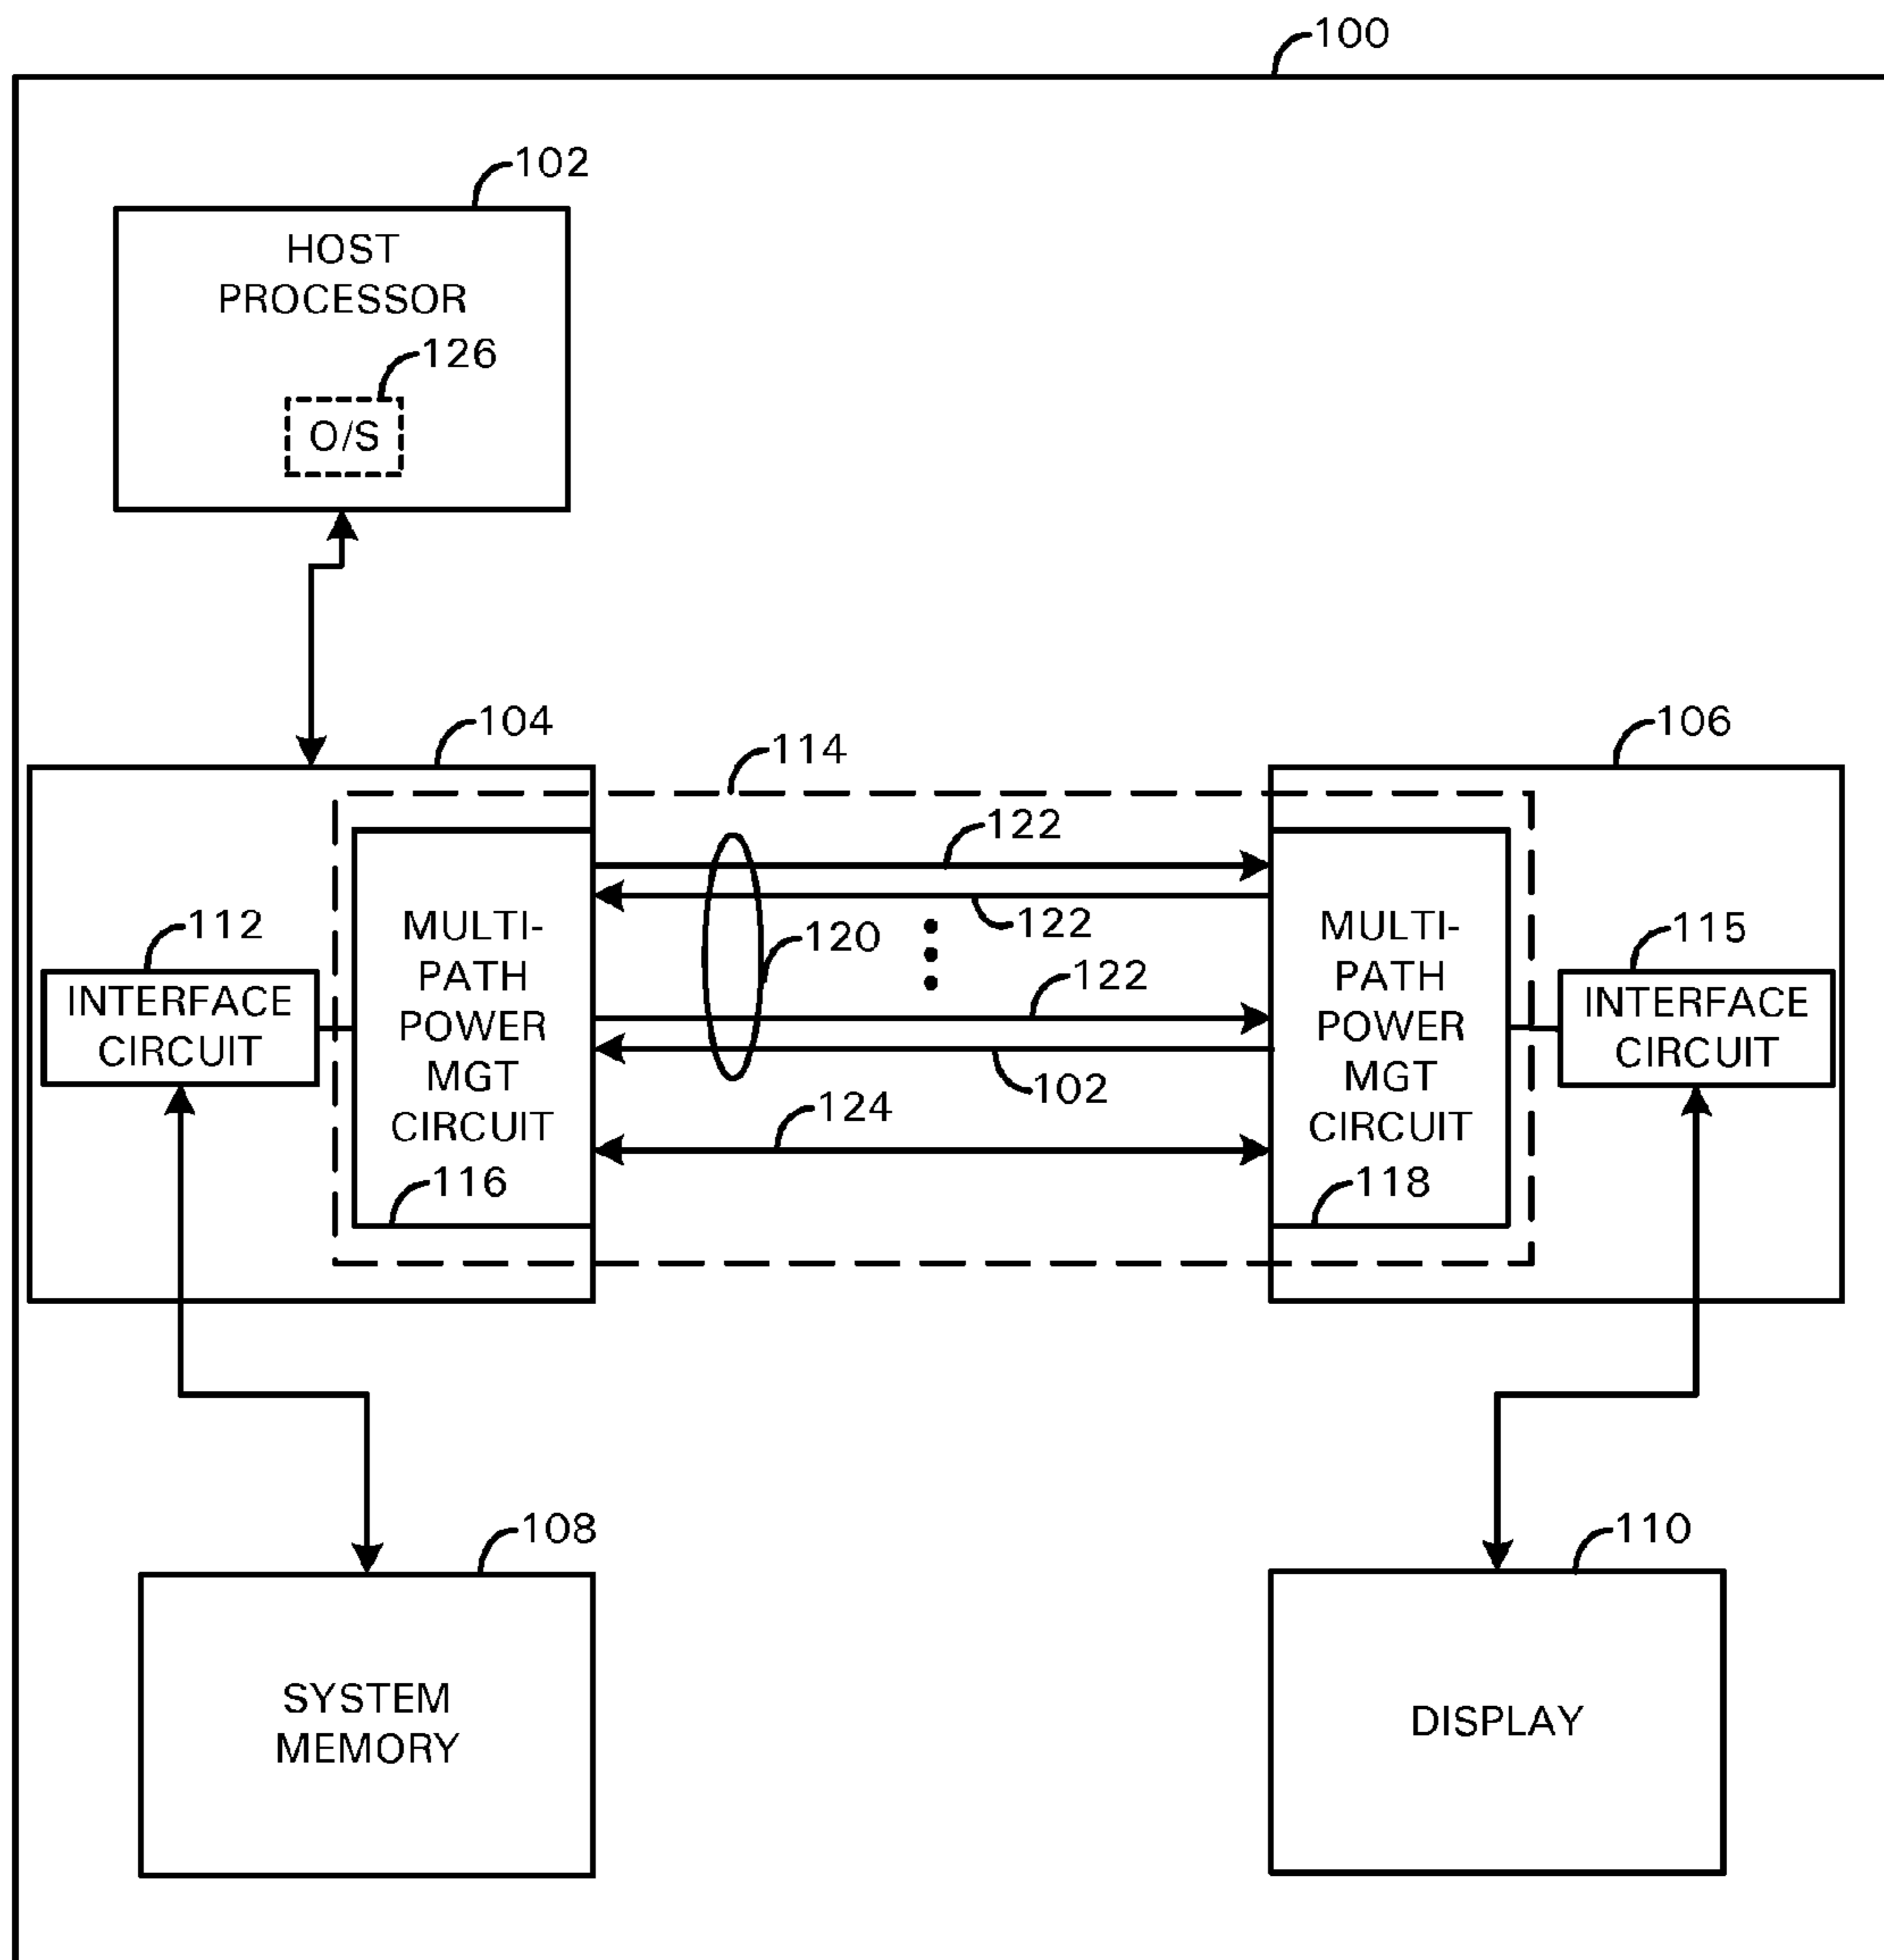 100
102
HOST
PROCESSOR
126
O/S
104
106
114
122
112
MULTI-
PATH
POWER
MGT
CIRCUIT
122
120
MULTI-
PATH
POWER
MGT
CIRCUIT
115
INTERFACE
CIRCUIT
122
INTERFACE
CIRCUIT
102
124
116
118
108
110
SYSTEM
MEMORY
DISPLAY